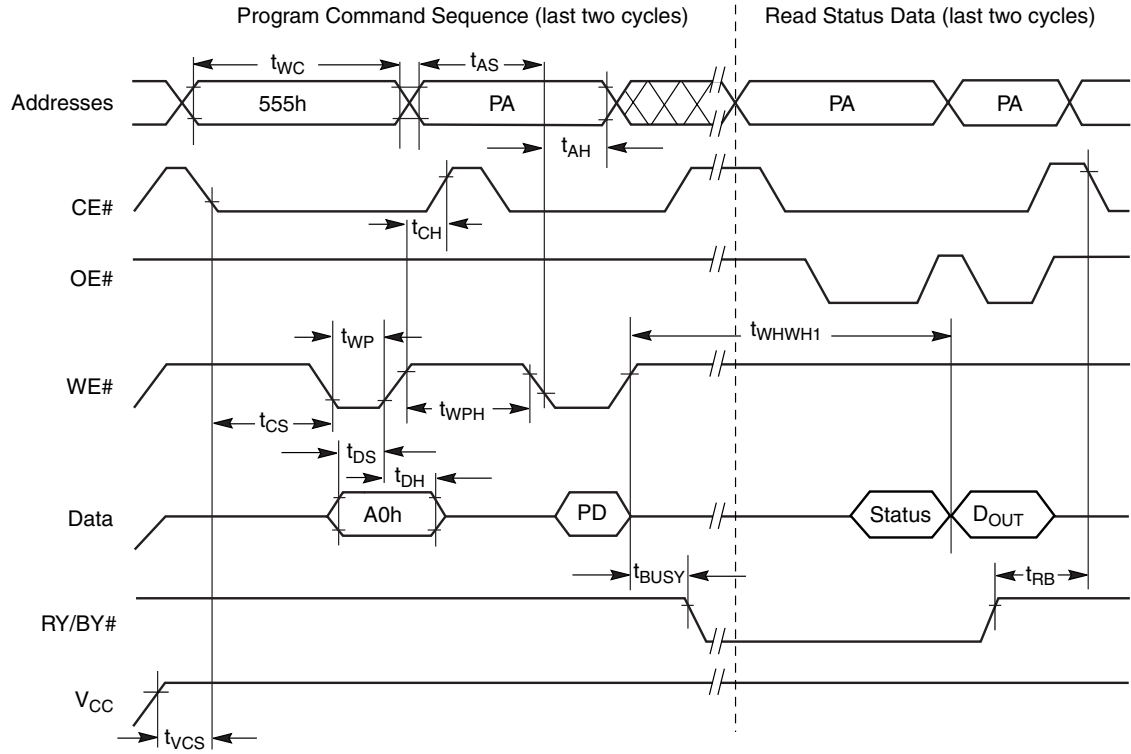 Program Command Sequence (last two cycles) Read Status Data (last two cycles)
tWC tAS
Addresses 555h PA PA PA
tAH
CE#
tCH
OE#
tWP tWHWH1
WE#
tCS tWPH
tDS
tDH
Data A0h PD Status DOUT
tBUSY tRB
RY/BY#
VCC
tVCS